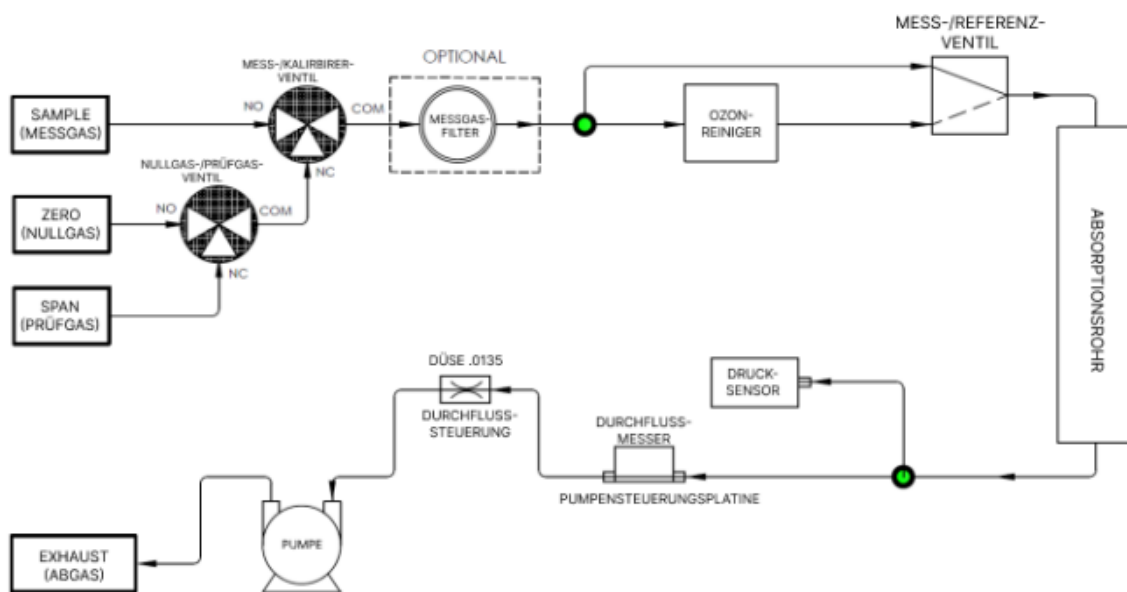 MESS-/REFERENZ-
VENTIL
OPTIONAL
MESS-/KALIRBIRER-
VENTIL
NO
COM
NC
SAMPLE
(MESSGAS)
MESSGAS-
FILTER
OZON-
REINIGER
NULLGAS-/PRÜFGAS-
VENTIL
NO
COM
NC
ZERO
(NULLGAS)
SPAN
(PRÜFGAS)
ABSORPTIONSROHR
DÜSE .0135
DURCHFLUSS-
STEUERUNG
DRUCK-
SENSOR
DURCHFLUSS-
MESSER
PUMPENSTEUERUNGSPLATINE
PUMPE
EXHAUST
(ABGAS)